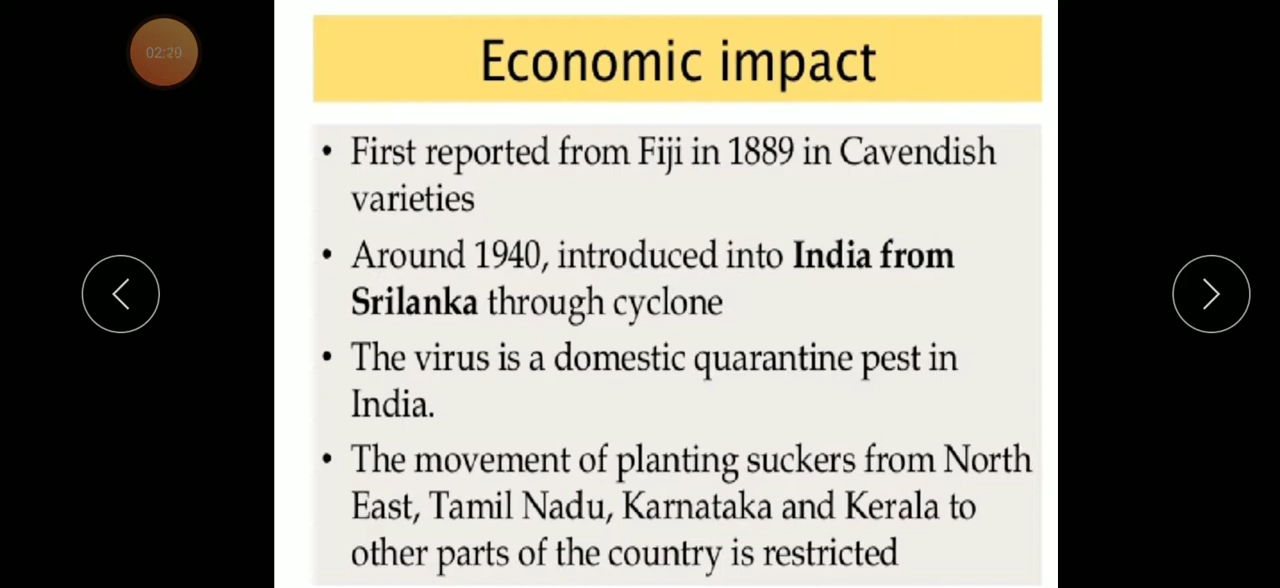 02:20
Economic impact
• First reported from Fiji in 1889 in Cavendish
varieties
• Around 1940, introduced into India from
Srilanka through cyclone
• The virus is a domestic quarantine pest in
India.
• The movement of planting suckers from North
East, Tamil Nadu, Karnataka and Kerala to
other parts of the country is restricted